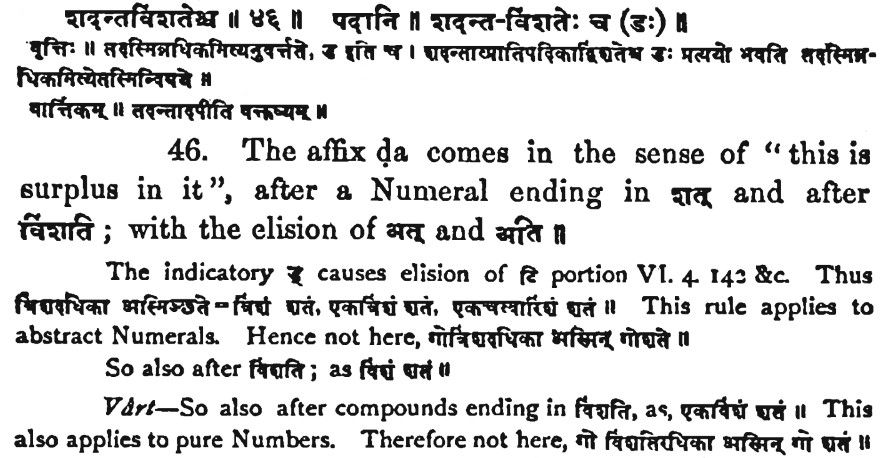 शदन्तविंशतेश्च ॥ ४६ ॥ पदानि ॥ शदन्त-विंशतेः च (डः) ॥
वृत्तिः ॥ तदस्मिन्नधिकमित्यनुवर्त्तते, ड इति च । शदन्तात्प्रातिपदिकाद्विंशतेश्च डः प्रत्ययो भवति तदस्मिन्न-
धिकमित्येतस्मिन्विषये ॥
वार्त्तिकम् ॥ तदन्तादपीति वक्तव्यम् ॥
46. The affix ḍa comes in the sense of “this is
surplus in it”, after a Numeral ending in शत् and after
विंशति ; with the elision of अत् and अति ॥
The indicatory ड् causes elision of टि portion VI. 4. 143 &c. Thus
त्रिंशदधिका अस्मिञ्छते = त्रिंशं शतं, एकत्रिंशं शतं, एकचत्वारिंशं शतं ॥ This rule applies to
abstract Numerals. Hence not here, गोत्रिंशदधिका अस्मिन् गोशते ॥
So also after विंशति ; as विंशं शतं ॥
Vârt—So also after compounds ending in विंशति, as, एकविंशं शतं ॥ This
also applies to pure Numbers. Therefore not here, गो विंशतिरधिका अस्मिन् गो शतं ॥